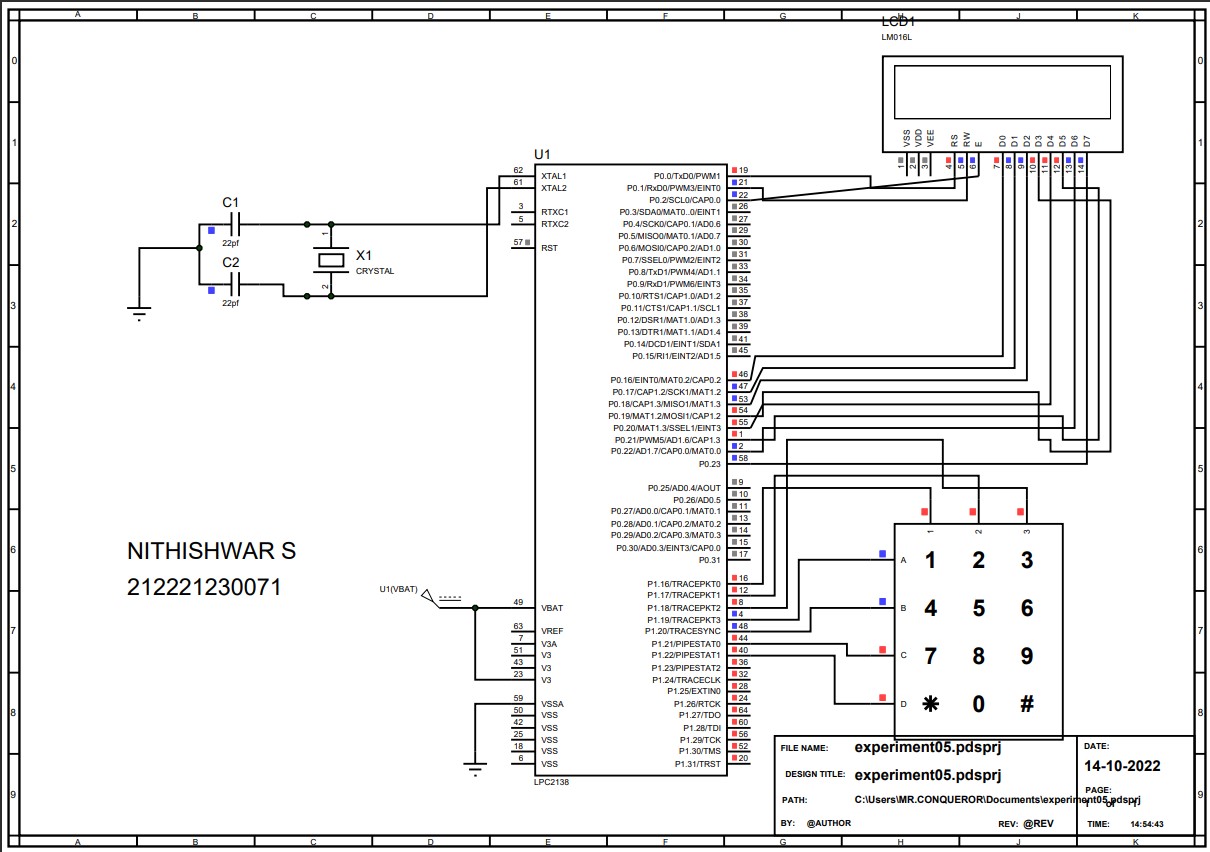 A B C D E F G H J K
LCD1
LM016L
0 0
1 1
2 2
3 3
4 4
5 5
6 6
7 7
8 8
9 9
VSS VDD VEE RS RW E D0 D1 D2 D3 D4 D5 D6 D7
1 2 3 4 5 6 7 8 9 10 11 12 13 14
U1
62 XTAL1
61 XTAL2
3 RTXC1
5 RTXC2
57 RST
49 VBAT
63 VREF
7 V3A
51 V3
43 V3
23 V3
59 VSSA
50 VSS
42 VSS
25 VSS
18 VSS
6 VSS
P0.0/TxD0/PWM1 19
P0.1/RxD0/PWM3/EINT0 21
P0.2/SCL0/CAP0.0 22
P0.3/SDA0/MAT0..0/EINT1 26
P0.4/SCK0/CAP0.1/AD0.6 27
P0.5/MISO0/MAT0.1/AD0.7 29
P0.6/MOSI0/CAP0.2/AD1.0 30
P0.7/SSEL0/PWM2/EINT2 31
P0.8/TxD1/PWM4/AD1.1 33
P0.9/RxD1/PWM6/EINT3 34
P0.10/RTS1/CAP1.0/AD1.2 35
P0.11/CTS1/CAP1.1/SCL1 37
P0.12/DSR1/MAT1.0/AD1.3 38
P0.13/DTR1/MAT1.1/AD1.4 39
P0.14/DCD1/EINT1/SDA1 41
P0.15/RI1/EINT2/AD1.5 45
P0.16/EINT0/MAT0.2/CAP0.2 46
P0.17/CAP1.2/SCK1/MAT1.2 47
P0.18/CAP1.3/MISO1/MAT1.3 53
P0.19/MAT1.2/MOSI1/CAP1.2 54
P0.20/MAT1.3/SSEL1/EINT3 55
P0.21/PWM5/AD1.6/CAP1.3 1
P0.22/AD1.7/CAP0.0/MAT0.0 2
P0.23 58
P0.25/AD0.4/AOUT 9
P0.26/AD0.5 10
P0.27/AD0.0/CAP0.1/MAT0.1 11
P0.28/AD0.1/CAP0.2/MAT0.2 13
P0.29/AD0.2/CAP0.3/MAT0.3 14
P0.30/AD0.3/EINT3/CAP0.0 15
P0.31 17
P1.16/TRACEPKT0 16
P1.17/TRACEPKT1 12
P1.18/TRACEPKT2 8
P1.19/TRACEPKT3 4
P1.20/TRACESYNC 48
P1.21/PIPESTAT0 44
P1.22/PIPESTAT1 40
P1.23/PIPESTAT2 36
P1.24/TRACECLK 32
P1.25/EXTIN0 28
P1.26/RTCK 24
P1.27/TDO 64
P1.28/TDI 60
P1.29/TCK 56
P1.30/TMS 52
P1.31/TRST 20
LPC2138
C1
22pf
C2
22pf
1
X1
CRYSTAL
2
NITHISHWAR S
212221230071
U1(VBAT)
1 2 3
A 1 2 3
B 4 5 6
C 7 8 9
D * 0 #
FILE NAME: experiment05.pdsprj
DESIGN TITLE: experiment05.pdsprj
PATH: C:\Users\MR.CONQUEROR\Documents\experiment05.pdsprj
BY: @AUTHOR REV: @REV
DATE:
14-10-2022
PAGE:
of
TIME: 14:54:43
A B C D E F G H J K